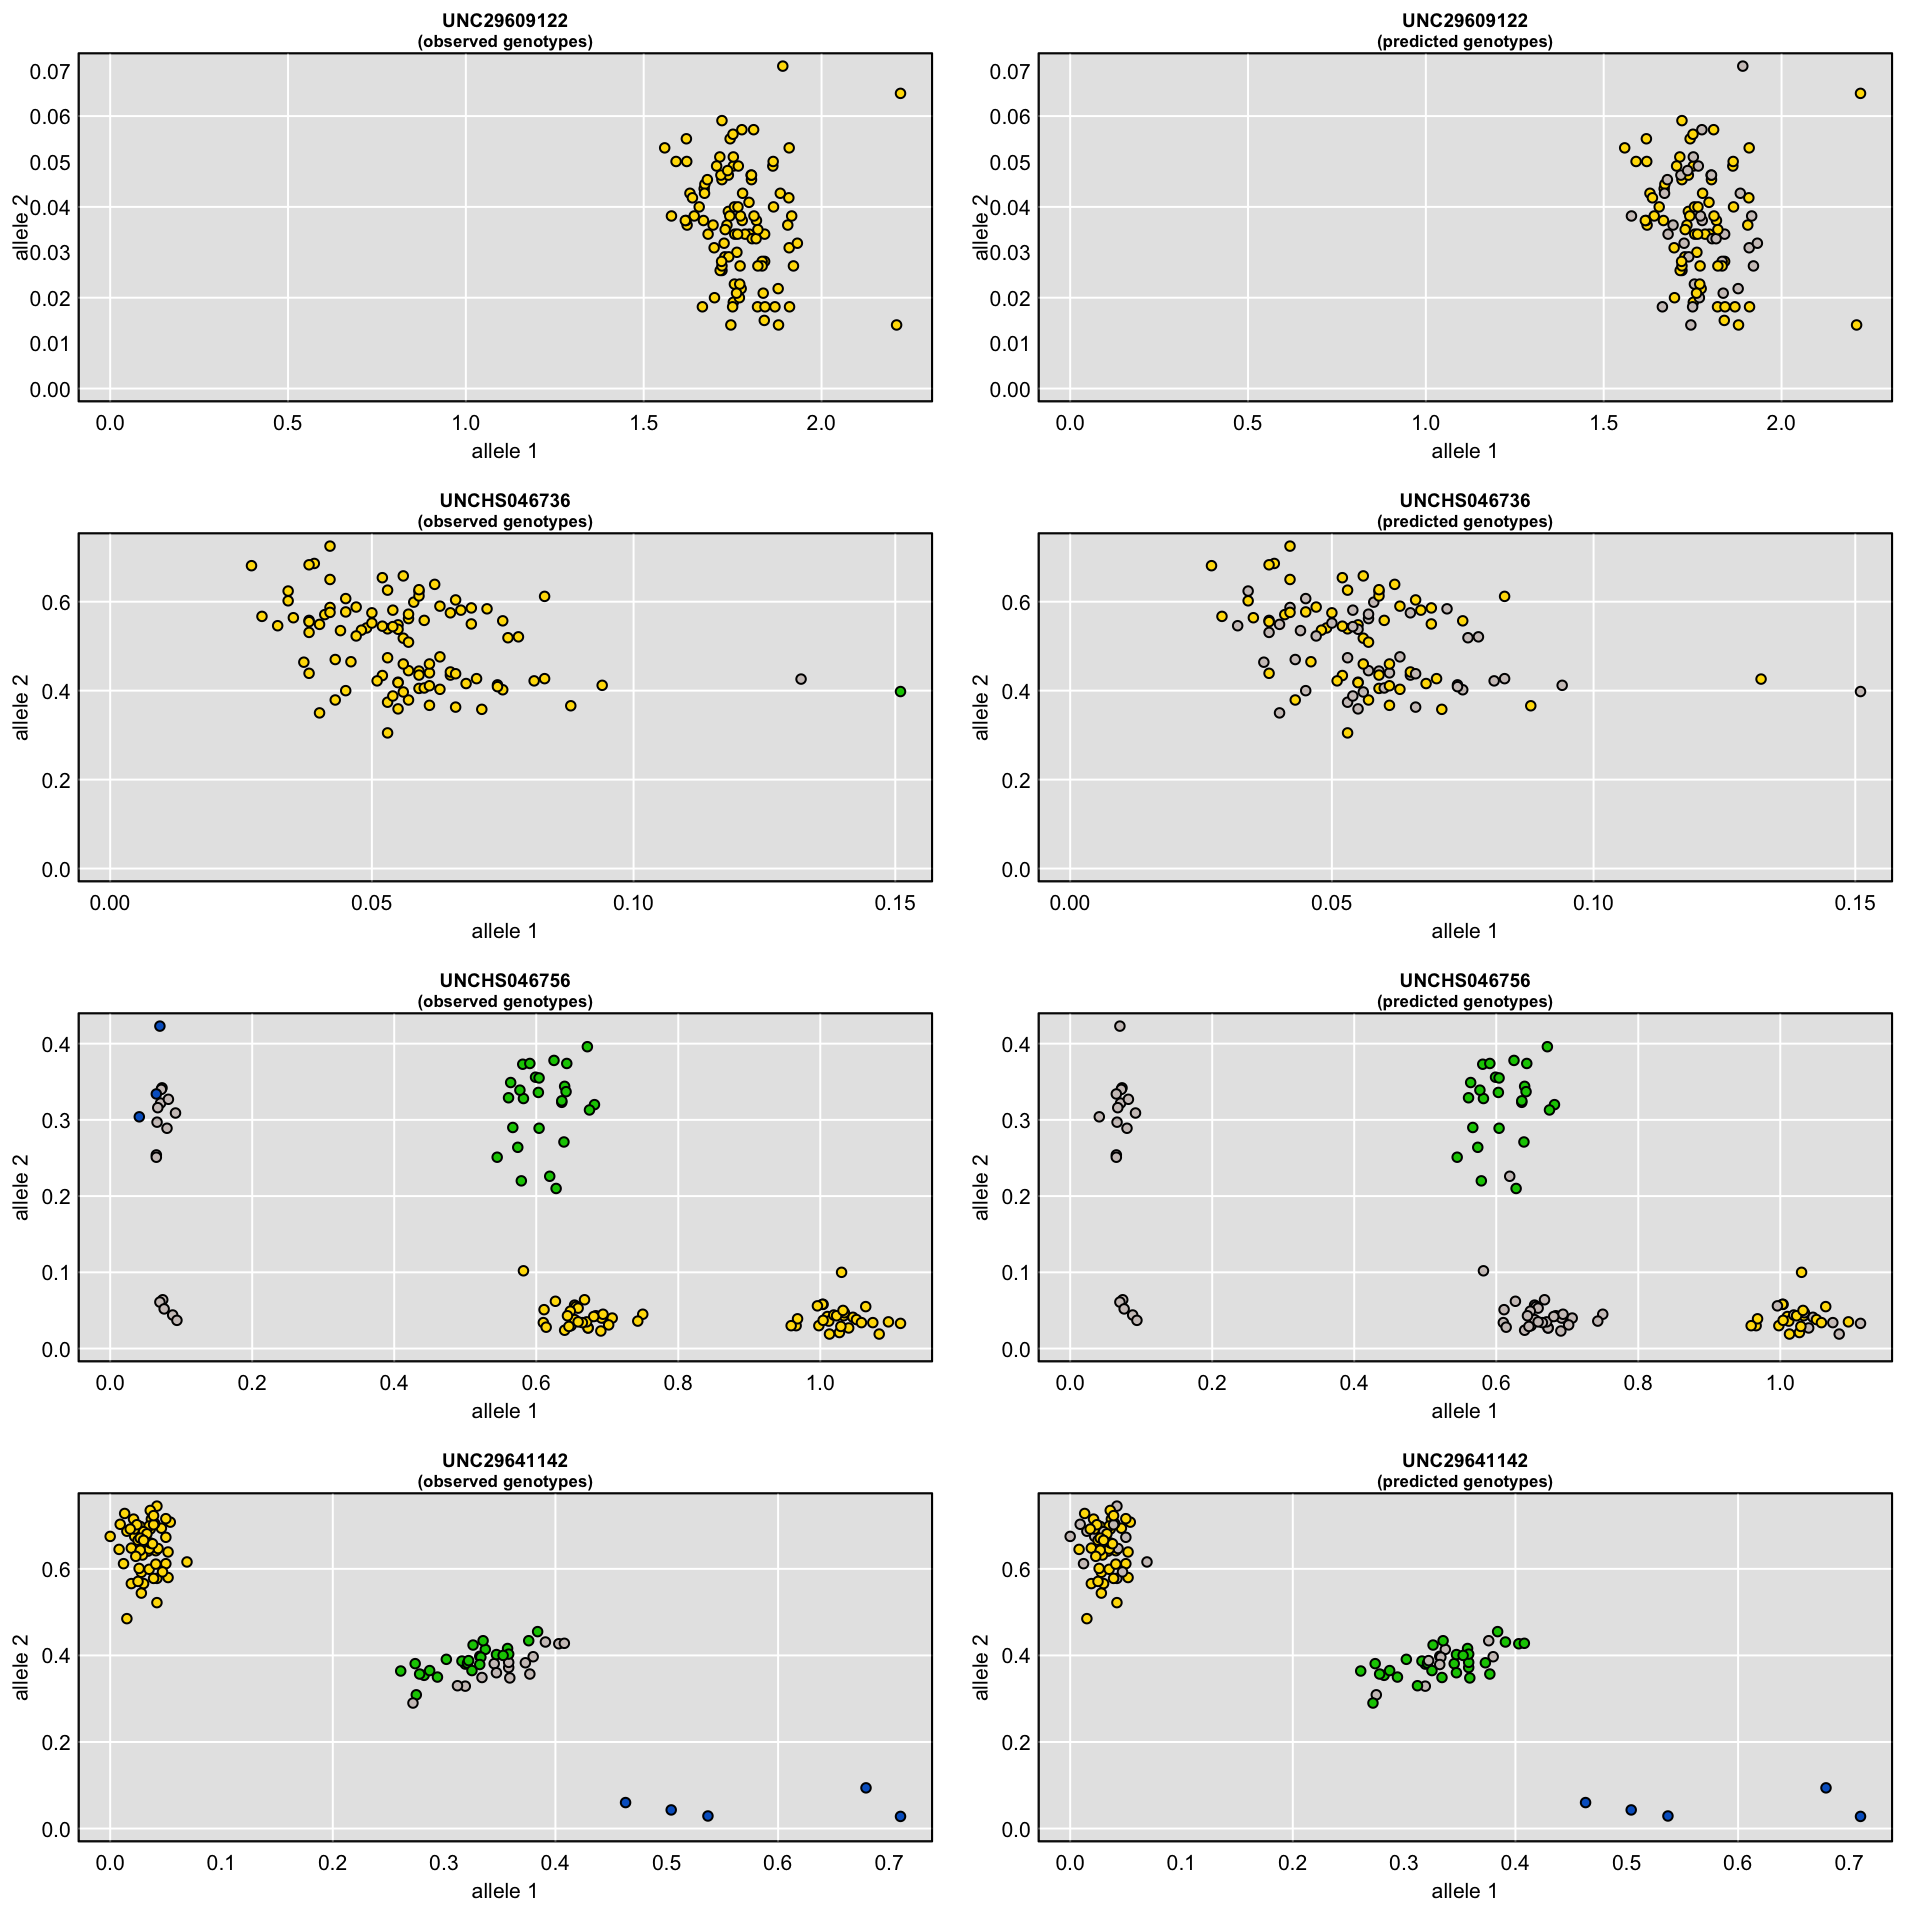 UNC29609122
(observed genotypes)
0.07
0.06
0.05
0.04
0.03
0.02
0.01
0.00
allele 2
0.0 0.5 1.0 1.5 2.0
allele 1
UNC29609122
(predicted genotypes)
0.07
0.06
0.05
0.04
0.03
0.02
0.01
0.00
allele 2
0.0 0.5 1.0 1.5 2.0
allele 1
UNCHS046736
(observed genotypes)
0.6
0.4
0.2
0.0
allele 2
0.00 0.05 0.10 0.15
allele 1
UNCHS046736
(predicted genotypes)
0.6
0.4
0.2
0.0
allele 2
0.00 0.05 0.10 0.15
allele 1
UNCHS046756
(observed genotypes)
0.4
0.3
0.2
0.1
0.0
allele 2
0.0 0.2 0.4 0.6 0.8 1.0
allele 1
UNCHS046756
(predicted genotypes)
0.4
0.3
0.2
0.1
0.0
allele 2
0.0 0.2 0.4 0.6 0.8 1.0
allele 1
UNC29641142
(observed genotypes)
0.6
0.4
0.2
0.0
allele 2
0.0 0.1 0.2 0.3 0.4 0.5 0.6 0.7
allele 1
UNC29641142
(predicted genotypes)
0.6
0.4
0.2
0.0
allele 2
0.0 0.1 0.2 0.3 0.4 0.5 0.6 0.7
allele 1